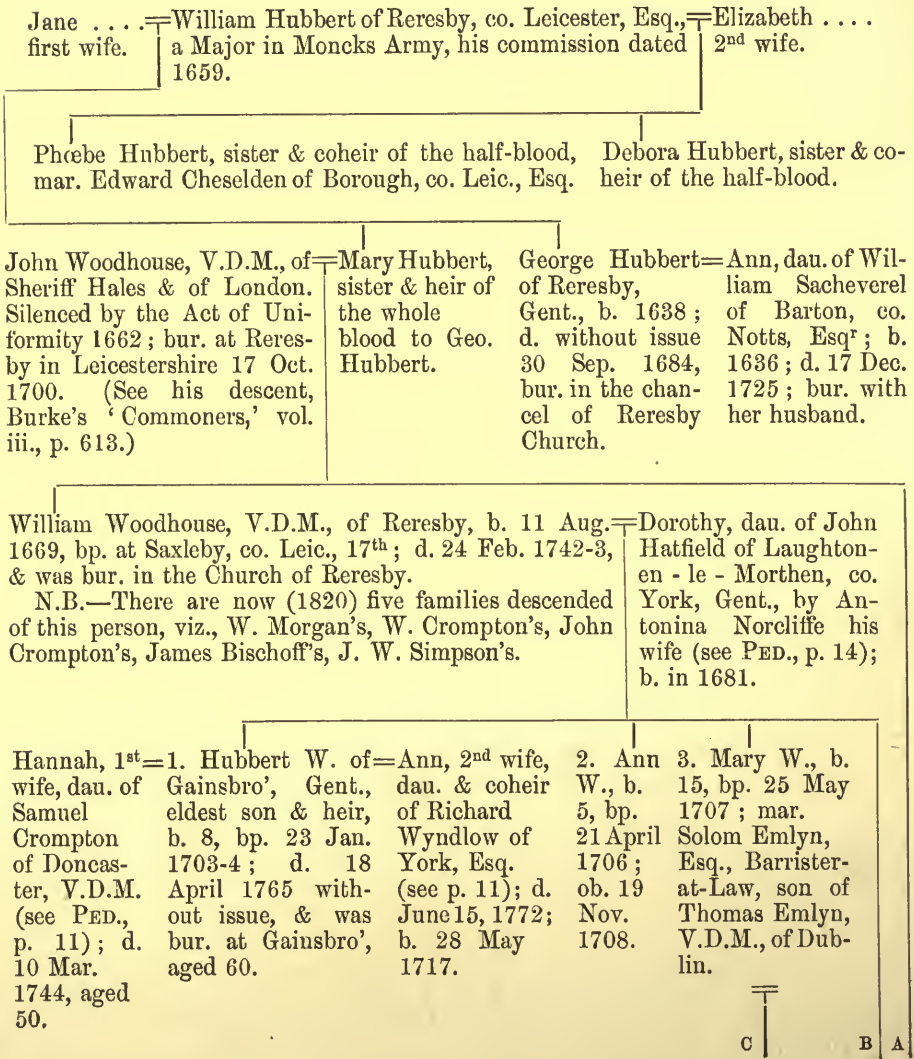 Jane . . . .
first wife.
William Hubbert of Reresby, co. Leicester, Esq.,
a Major in Moncks Army, his commission dated
1659.
Elizabeth . . . .
2nd wife.
Phœbe Hnbbert, sister & coheir of the half-blood,
mar. Edward Cheselden of Borough, co. Leic., Esq.
Debora Hubbert, sister & co-
heir of the half-blood.
John Woodhouse, V.D.M., of
Sheriff Hales & of London.
Silenced by the Act of Uni-
formity 1662 ; bur. at Reres-
by in Leicestershire 17 Oct.
1700. (See his descent,
Burke's ‘ Commoners,’ vol.
iii., p. 613.)
Mary Hubbert,
sister & heir of
the whole
blood to Geo.
Hubbert.
George Hubbert=
of Reresby,
Gent., b. 1638 ;
d. without issue
30 Sep. 1684,
bur. in the chan-
cel of Reresby
Church.
Ann, dau. of Wil-
liam Sacheverel
of Barton, co.
Notts, Esqr ; b.
1636 ; d. 17 Dec.
1725 ; bur. with
her husband.
William Woodhouse, V.D.M., of Reresby, b. 11 Aug.
1669, bp. at Saxleby, co. Leic., 17th ; d. 24 Feb. 1742-3,
& was bur. in the Church of Reresby.
N.B.—There are now (1820) five families descended
of this person, viz., W. Morgan's, W. Crompton's, John
Crompton's, James Bischoff's, J. W. Simpson's.
Dorothy, dau. of John
Hatfield of Laughton-
en - le - Morthen, co.
York, Gent., by An-
tonina Norcliffe his
wife (see PED., p. 14);
b. in 1681.
Hannah, 1st=
wife, dau. of
Samuel
Crompton
of Doncas-
ter, V.D.M.
(see PED.,
p. 11) ; d.
10 Mar.
1744, aged
50.
1. Hubbert W. of=
Gainsbro', Gent.,
eldest son & heir,
b. 8, bp. 23 Jan.
1703-4 ; d. 18
April 1765 with-
out issue, & was
bur. at Gainsbro',
aged 60.
Ann, 2nd wife,
dau. & coheir
of Richard
Wyndlow of
York, Esq.
(see p. 11); d.
June 15, 1772;
b. 28 May
1717.
2. Ann
W., b.
5, bp.
21 April
1706 ;
ob. 19
Nov.
1708.
3. Mary W., b.
15, bp. 25 May
1707 ; mar.
Solom Emlyn,
Esq., Barrister-
at-Law, son of
Thomas Emlyn,
V.D.M., of Dub-
lin.
C B A